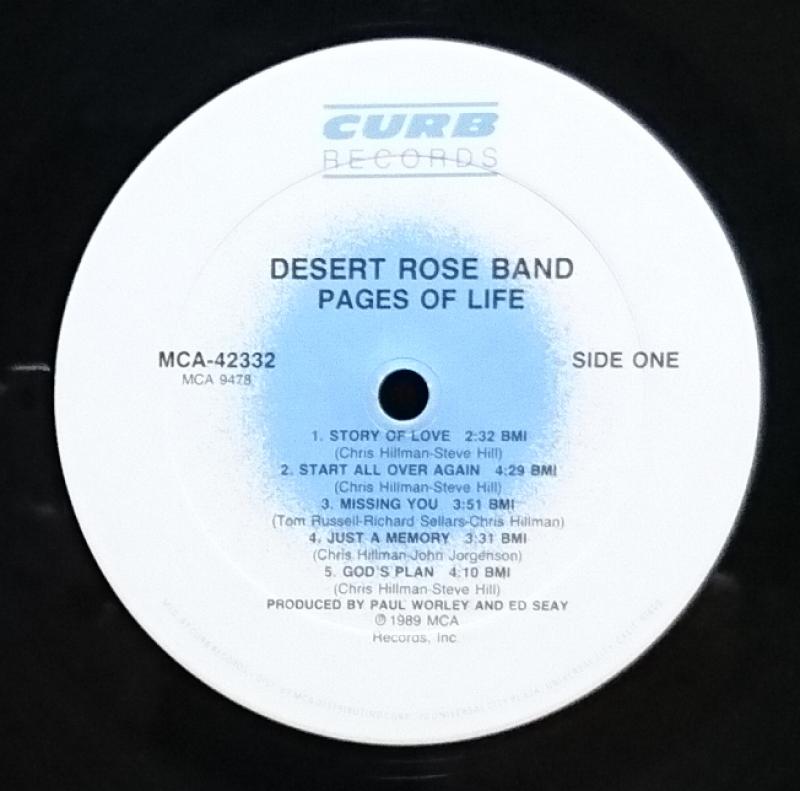 CURB
RECORDS
DESERT ROSE BAND
PAGES OF LIFE
MCA-42332
MCA 9478
SIDE ONE
1. STORY OF LOVE 2:32 BMI
(Chris Hillman-Steve Hill)
2. START ALL OVER AGAIN 4:29 BMI
(Chris Hillman-Steve Hill)
3. MISSING YOU 3:51 BMI
(Tom Russell-Richard Sellars-Chris Hillman)
4. JUST A MEMORY 3:31 BMI
(Chris Hillman-John Jorgenson)
5. GOD'S PLAN 4:10 BMI
(Chris Hillman-Steve Hill)
PRODUCED BY PAUL WORLEY AND ED SEAY
℗ 1989 MCA
Records, Inc.